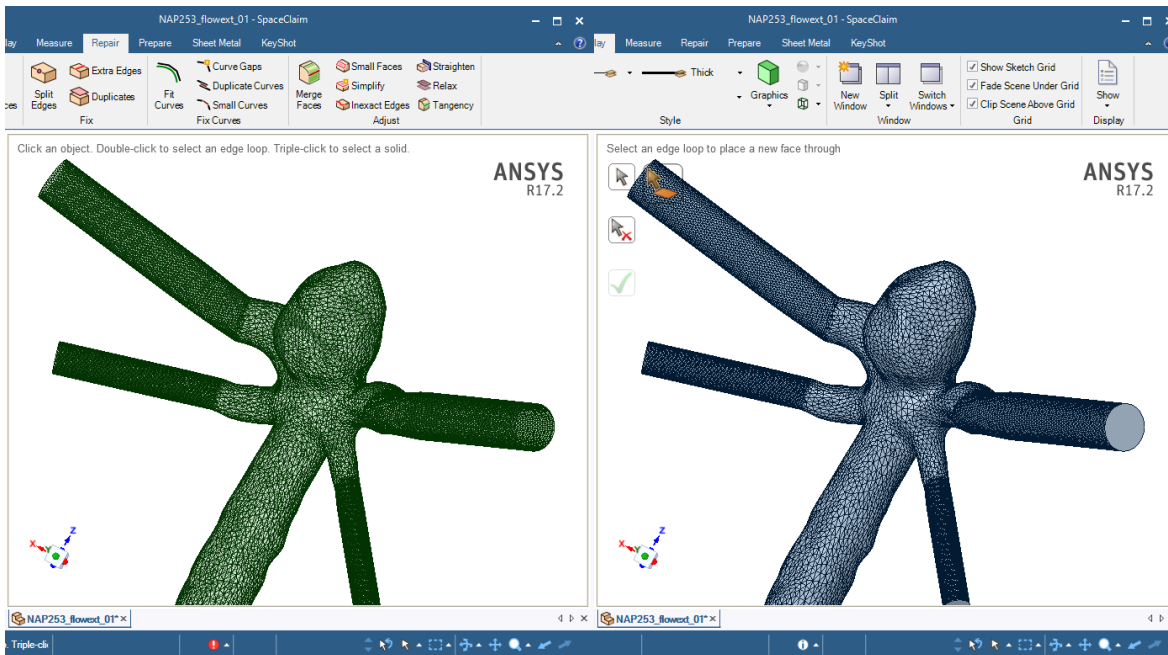 NAP253_flowext_01 - SpaceClaim
lay Measure Repair Prepare Sheet Metal KeyShot
Split Edges
Extra Edges
Duplicates
Fix
Fit Curves
Curve Gaps
Duplicate Curves
Small Curves
Fix Curves
Merge Faces
Small Faces
Simplify
Inexact Edges
Straighten
Relax
Tangency
Adjust
ces
Click an object. Double-click to select an edge loop. Triple-click to select a solid.
ANSYS
R17.2
X Y Z
NAP253_flowext_01*
. Triple-cli
NAP253_flowext_01 - SpaceClaim
lay Measure Repair Prepare Sheet Metal KeyShot
Thick
Graphics
Style
New Window
Split
Switch Windows
Window
Show Sketch Grid
Fade Scene Under Grid
Clip Scene Above Grid
Grid
Show
Display
Select an edge loop to place a new face through
ANSYS
R17.2
X Y Z
NAP253_flowext_01*